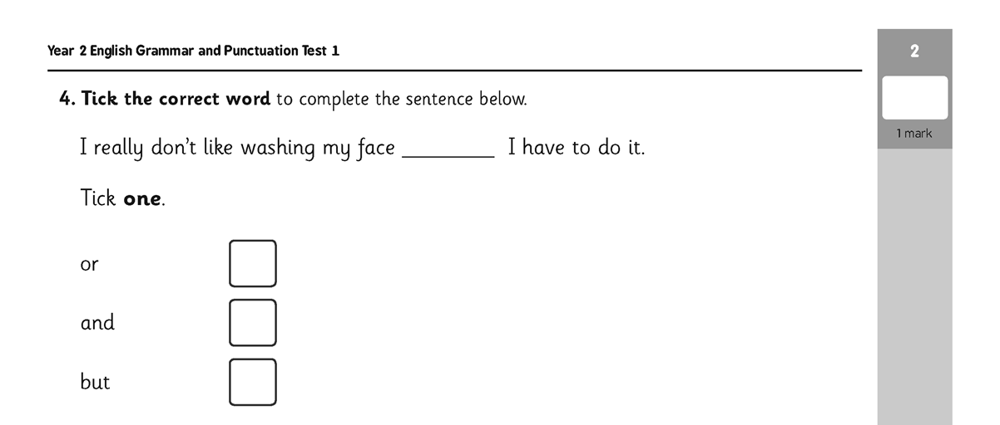 Year 2 English Grammar and Punctuation Test 1
2
4. Tick the correct word to complete the sentence below.
1 mark
I really don't like washing my face ________ I have to do it.
Tick one.
or
and
but